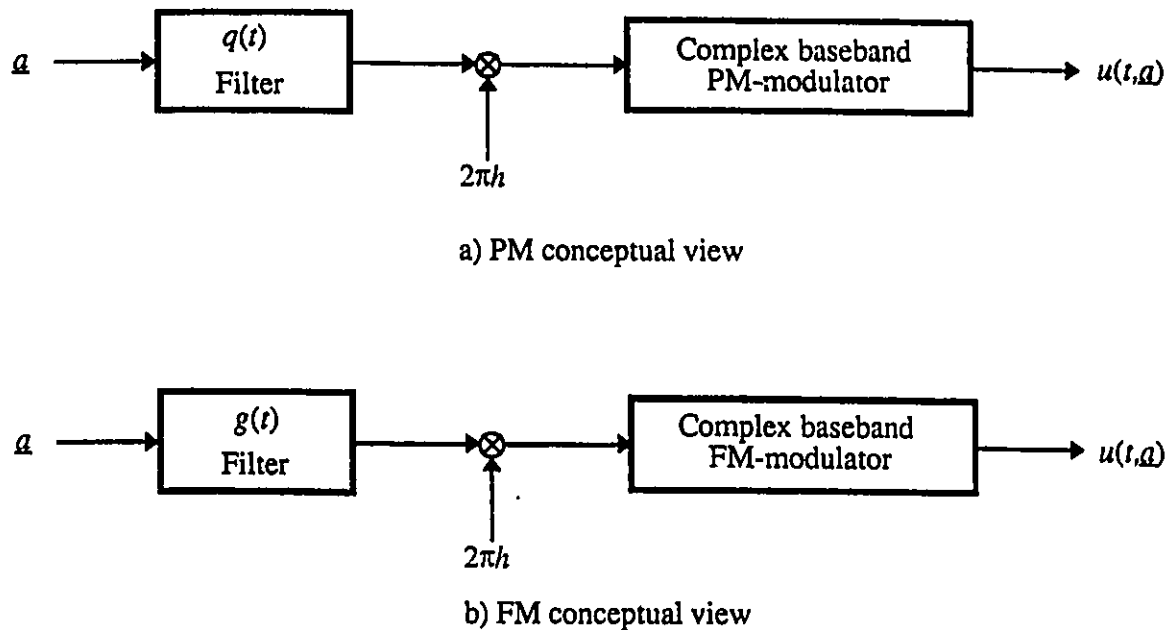 a
q(t)
Filter
2πh
Complex baseband
PM-modulator
u(t,a)
a) PM conceptual view
a
g(t)
Filter
2πh
Complex baseband
FM-modulator
u(t,a)
b) FM conceptual view